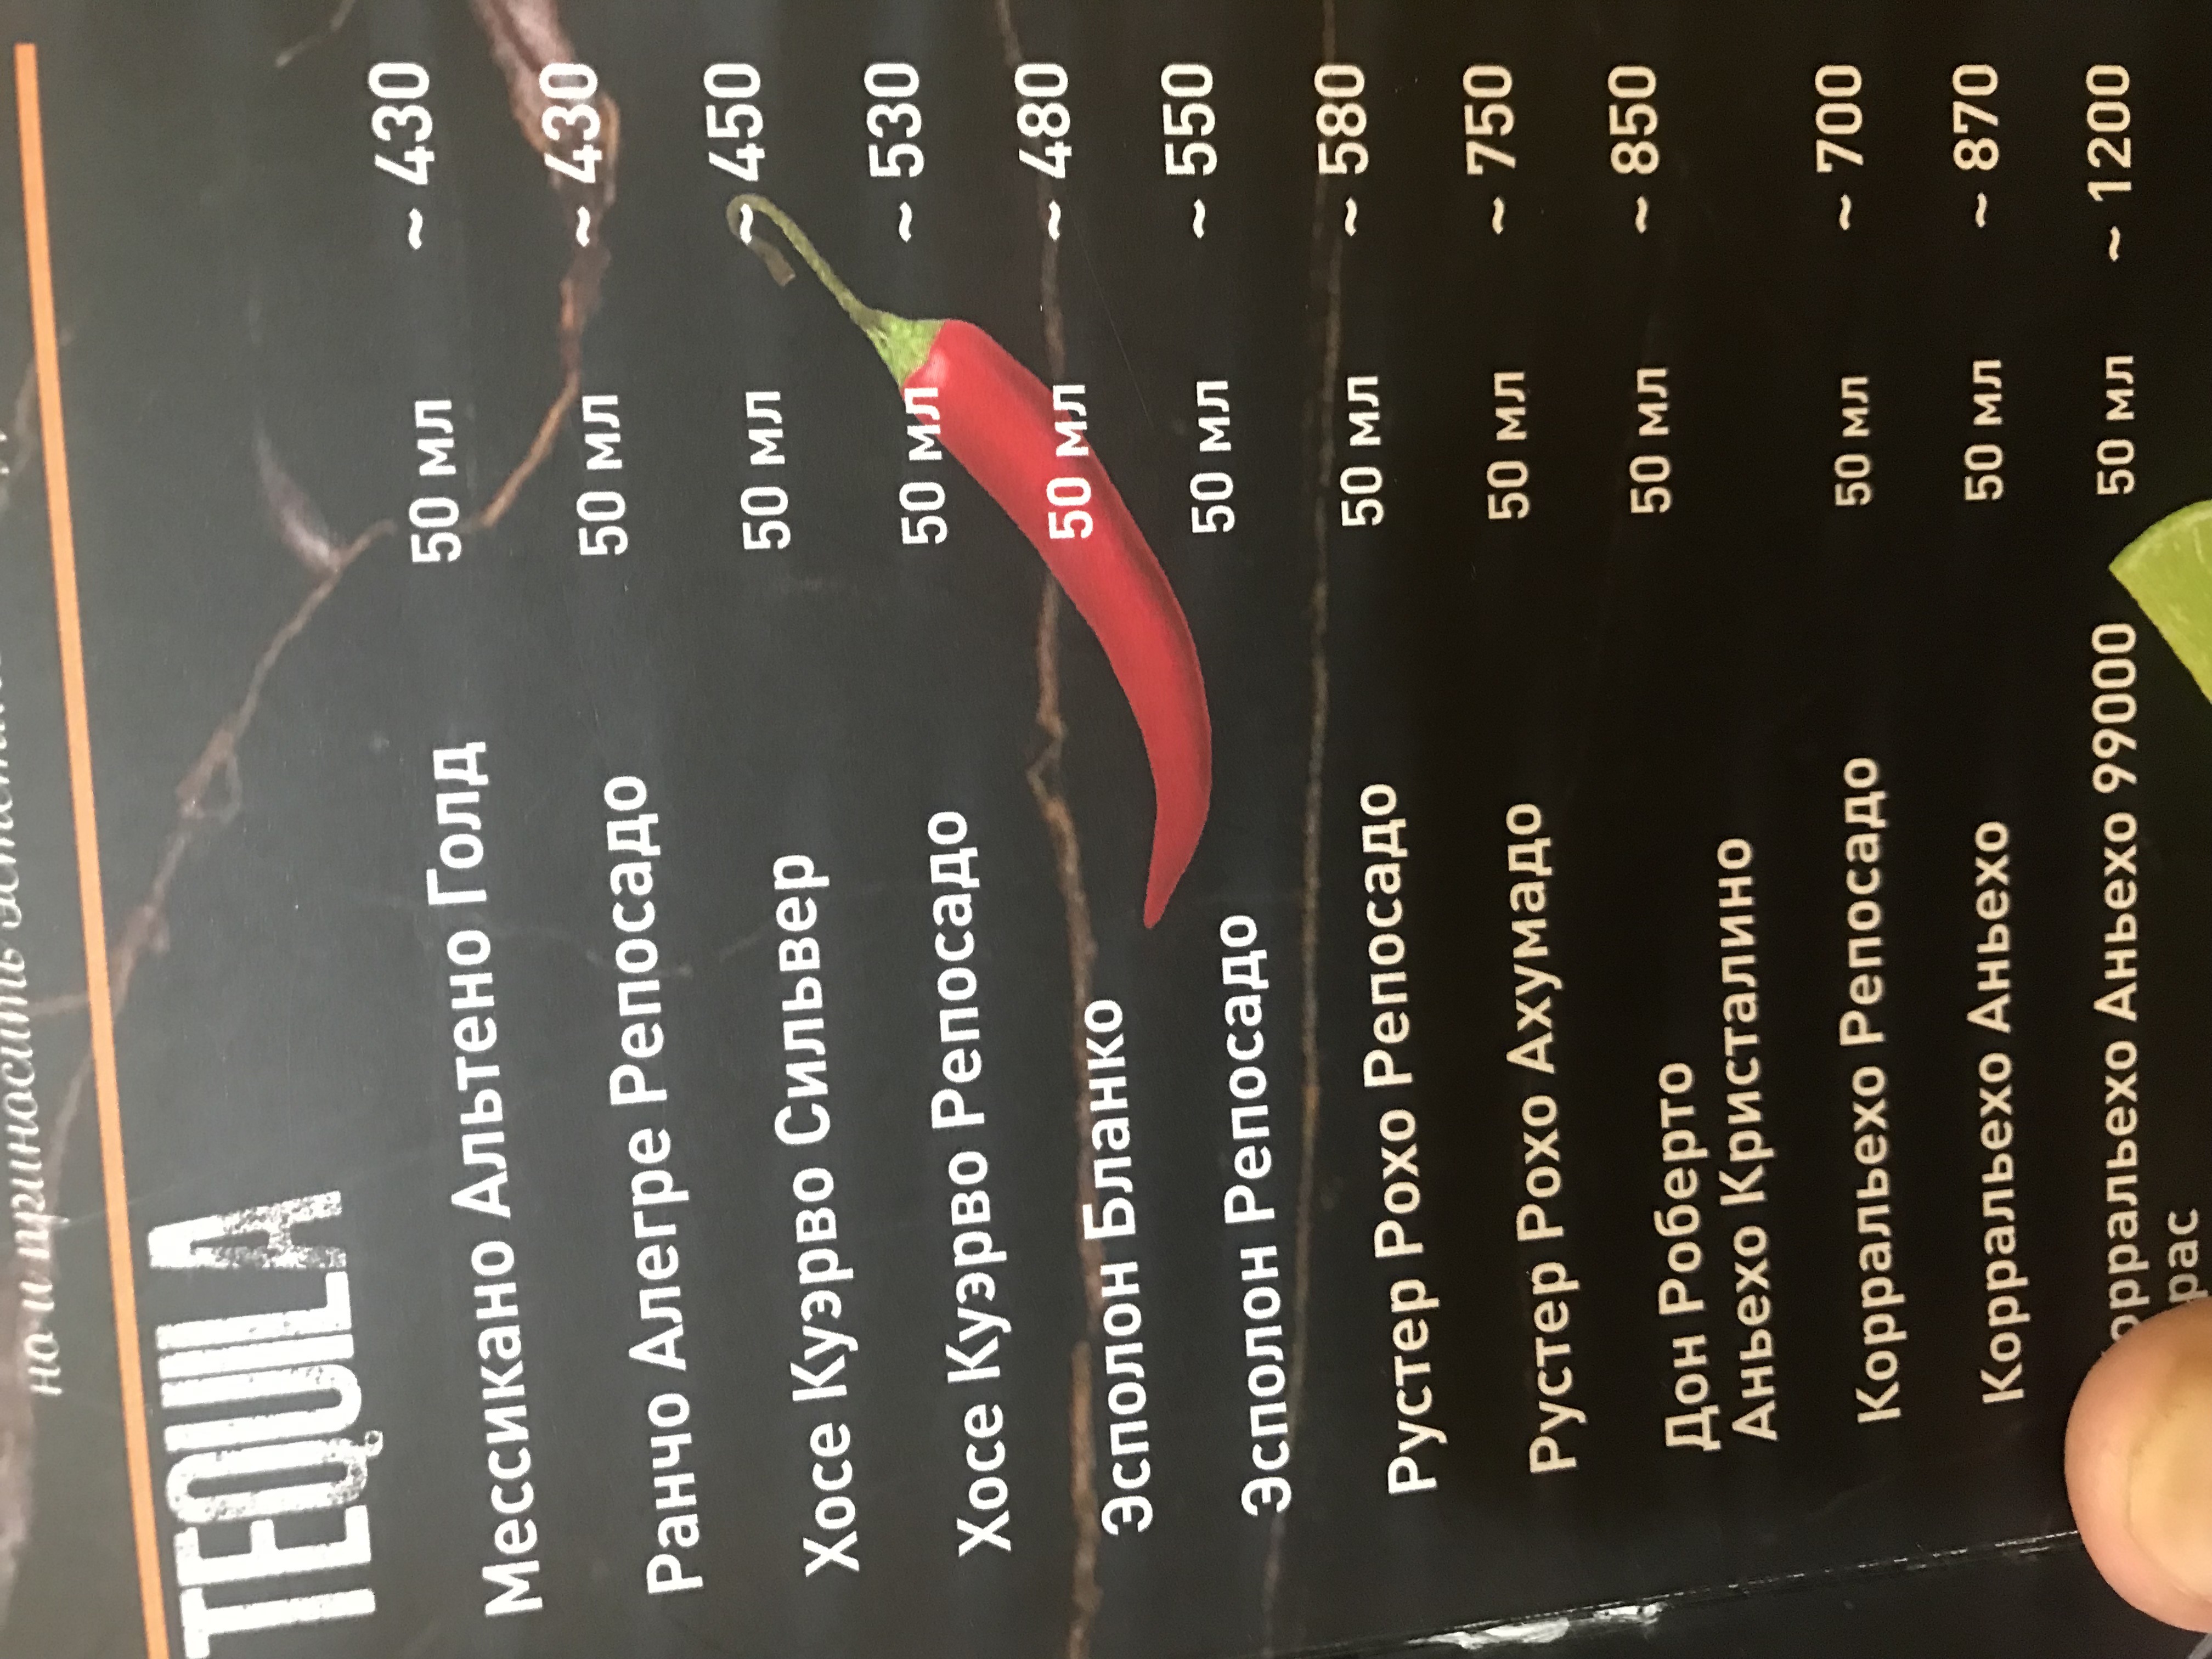 но и приносить
TEQUILA
Мессикано Альтено Голд 50 мл ~ 430
Ранчо Алегре Репосадо 50 мл ~ 430
Хосе Куэрво Сильвер 50 мл ~ 450
Хосе Куэрво Репосадо 50 мл ~ 530
Эсполон Бланко 50 мл ~ 480
Эсполон Репосадо 50 мл ~ 550
Рустер Рохо Репосадо 50 мл ~ 580
Рустер Рохо Ахумадо 50 мл ~ 750
Дон Роберто 50 мл ~ 850
Аньехо Кристалино
Корральехо Репосадо 50 мл ~ 700
Корральехо Аньехо 50 мл ~ 870
орральехо Аньехо 99000 50 мл ~ 1200
рас